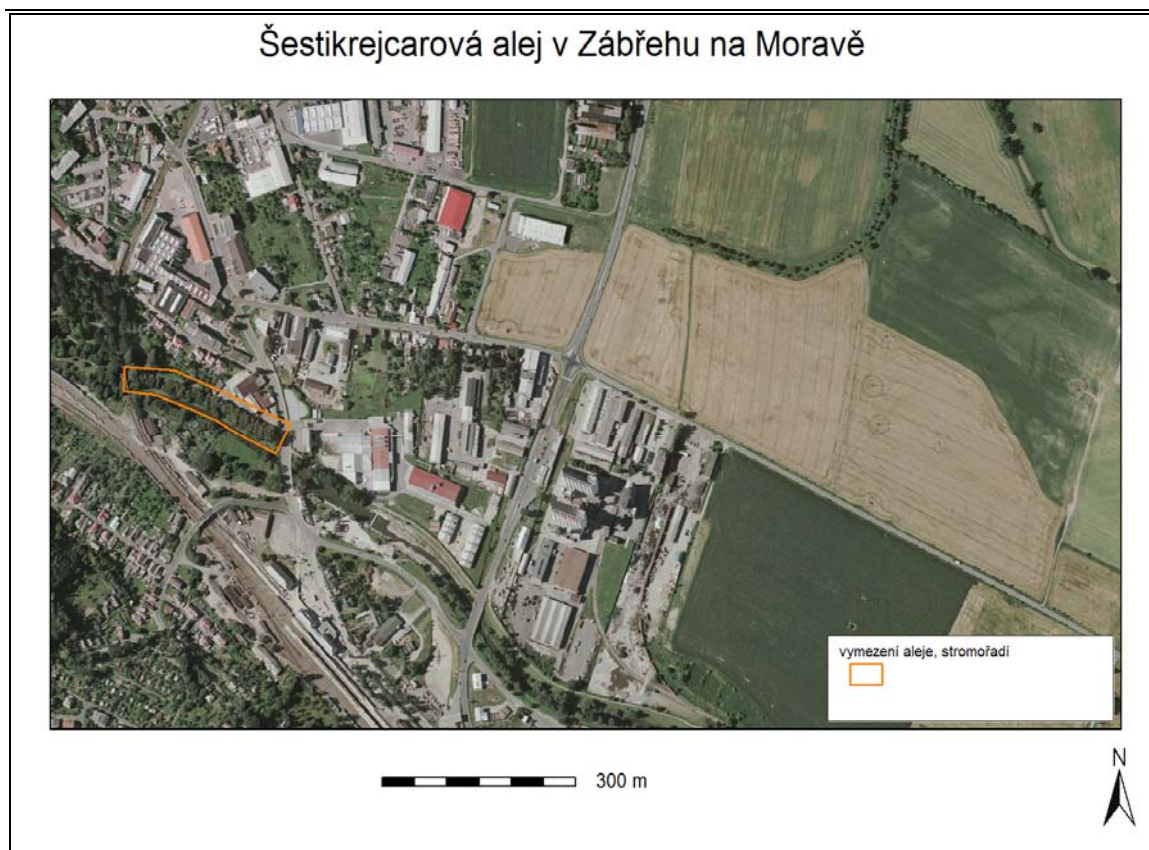 Šestikrejcarová alej v Zábřehu na Moravě
vymezení aleje, stromořadí
300 m
N